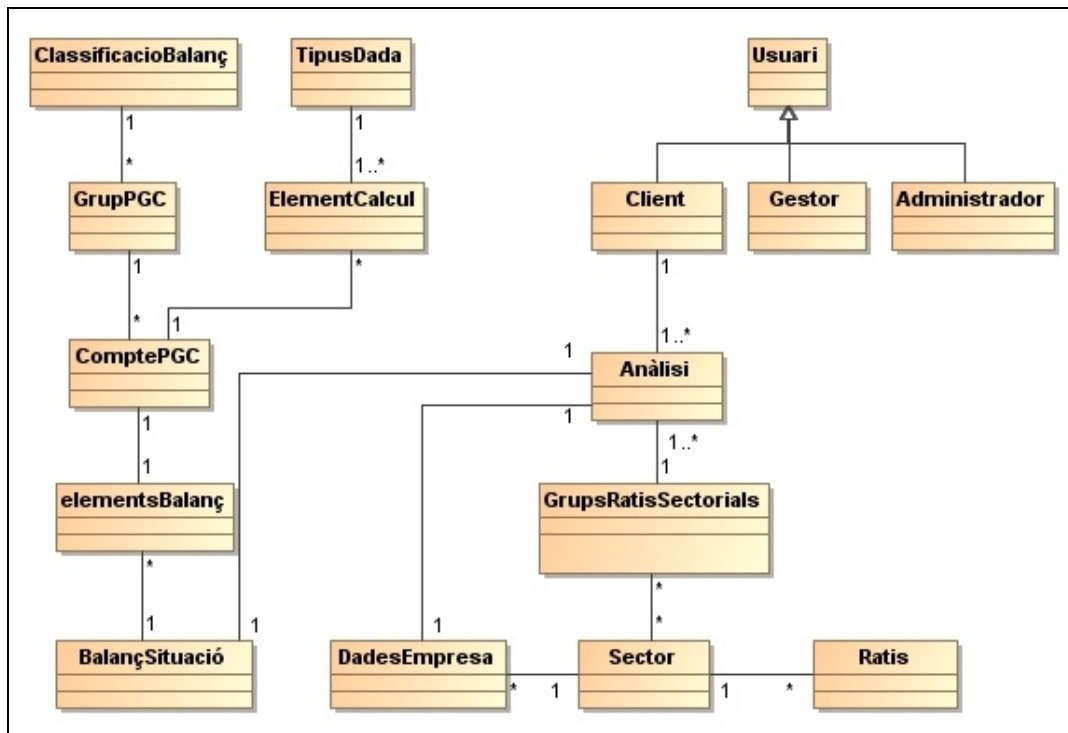 ClassificacioBalanç
TipusDada
Usuari
1
1
*
1..*
GrupPGC
ElementCalcul
Client
Gestor
Administrador
1
*
1
*
1
1..*
ComptePGC
1
Anàlisi
1
1
1..*
1
1
elementsBalanç
GrupsRatisSectorials
*
*
1
1
1
*
BalançSituació
DadesEmpresa
Sector
Ratis
*
1
1
*